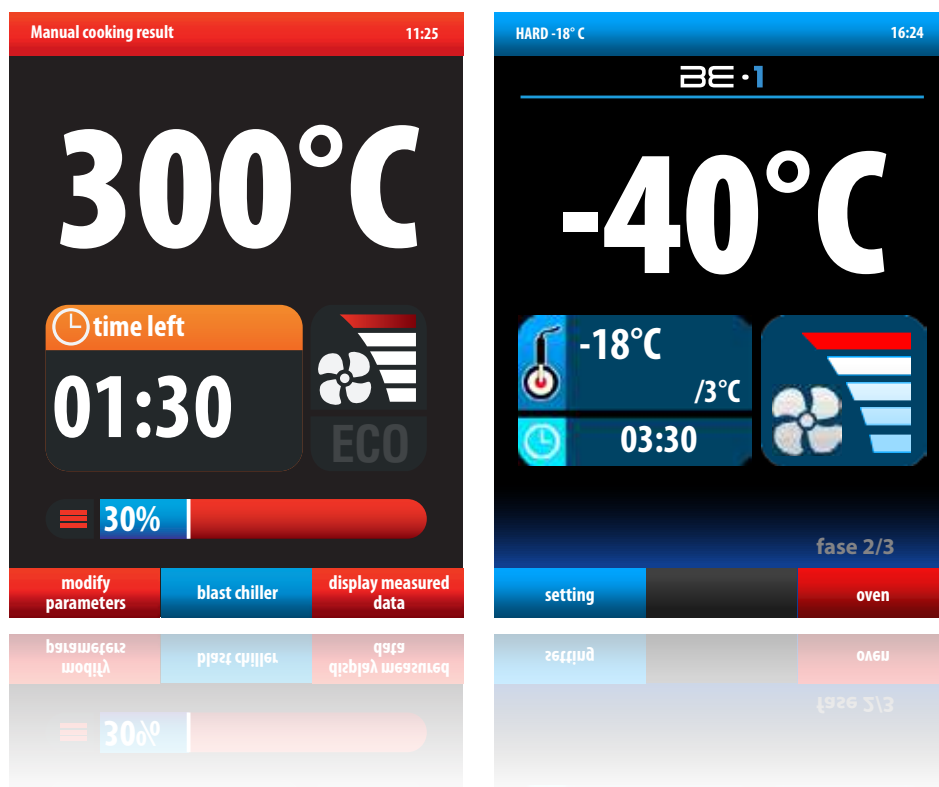 Manual cooking result 11:25
300°C
time left
01:30
ECO
30%
modify
parameters
blast chiller
display measured
data
HARD -18° C 16:24
BE·1
-40°C
-18°C
/3°C
03:30
fase 2/3
setting
oven